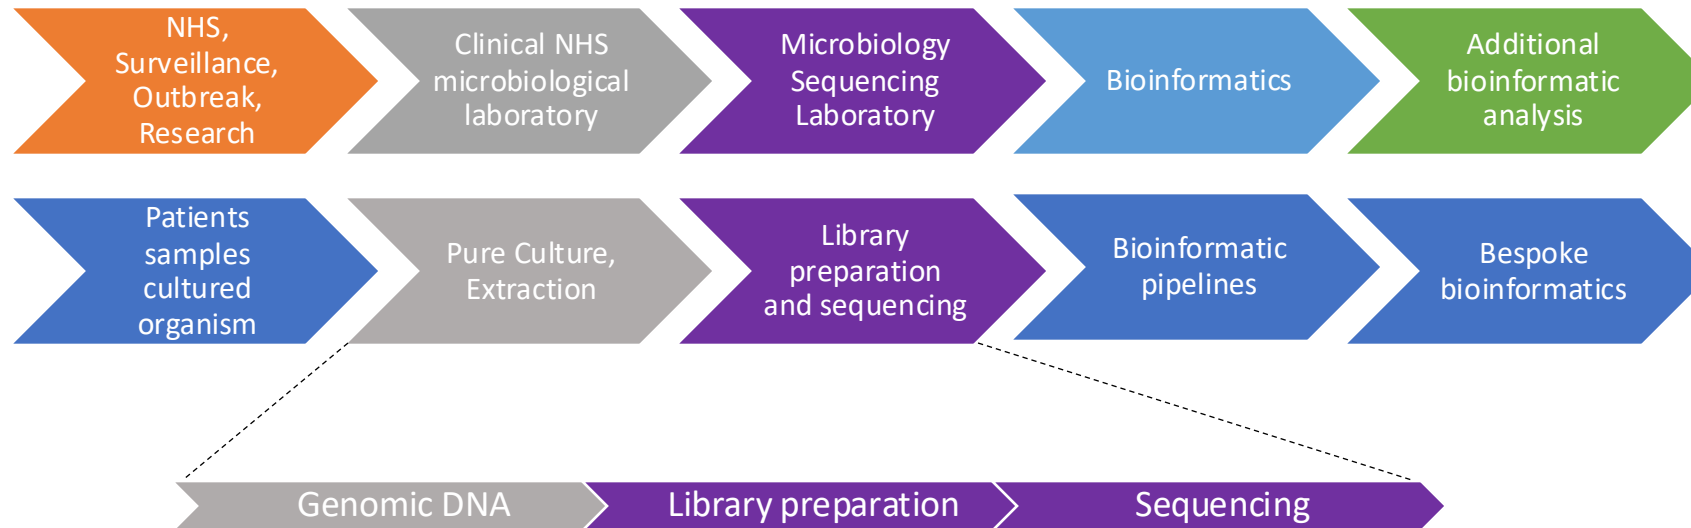 NHS,
Surveillance,
Outbreak,
Research
Clinical NHS
microbiological
laboratory
Microbiology
Sequencing
Laboratory
Bioinformatics
Additional
bioinformatic
analysis
Patients
samples
cultured
organism
Pure Culture,
Extraction
Library
preparation
and sequencing
Bioinformatic
pipelines
Bespoke
bioinformatics
Genomic DNA
Library preparation
Sequencing